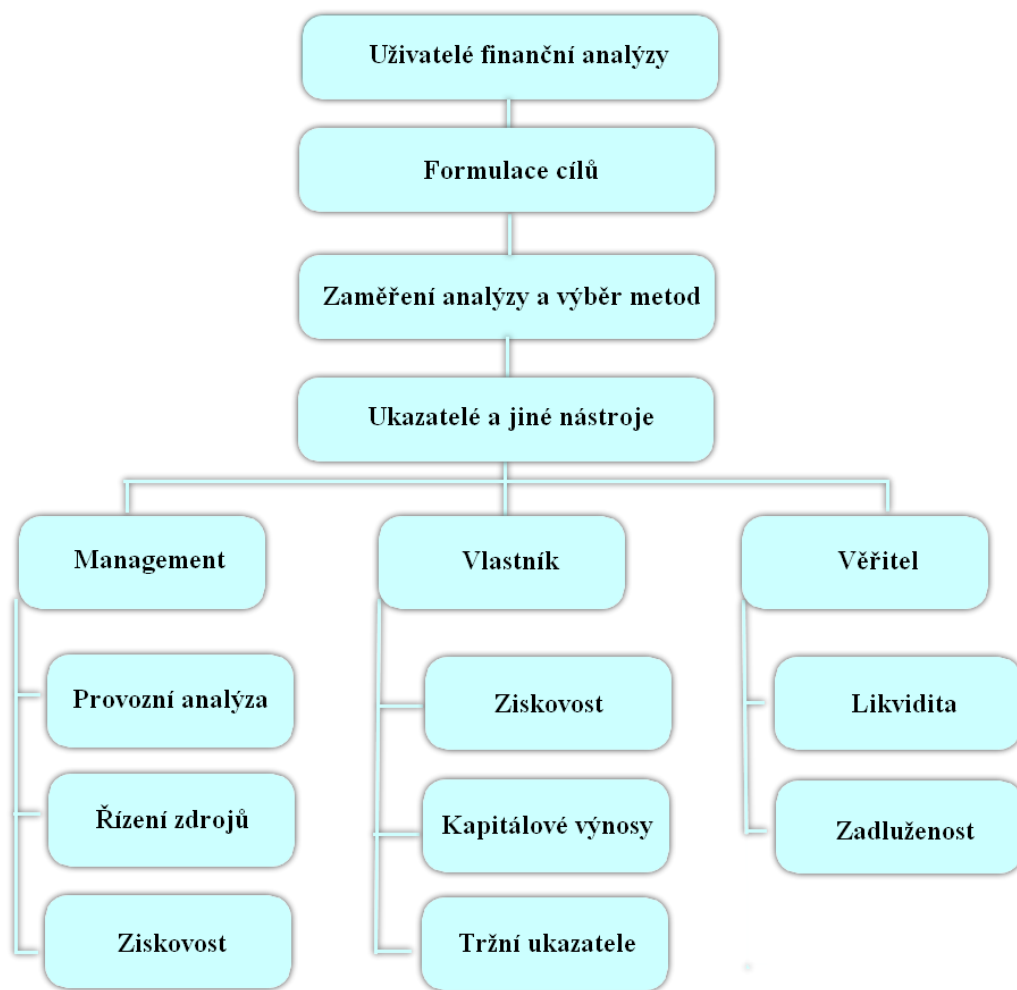 Uživatelé finanční analýzy
Formulace cílů
Zaměření analýzy a výběr metod
Ukazatelé a jiné nástroje
Management
Vlastník
Věřitel
Provozní analýza
Ziskovost
Likvidita
Řízení zdrojů
Kapitálové výnosy
Zadluženost
Ziskovost
Tržní ukazatele